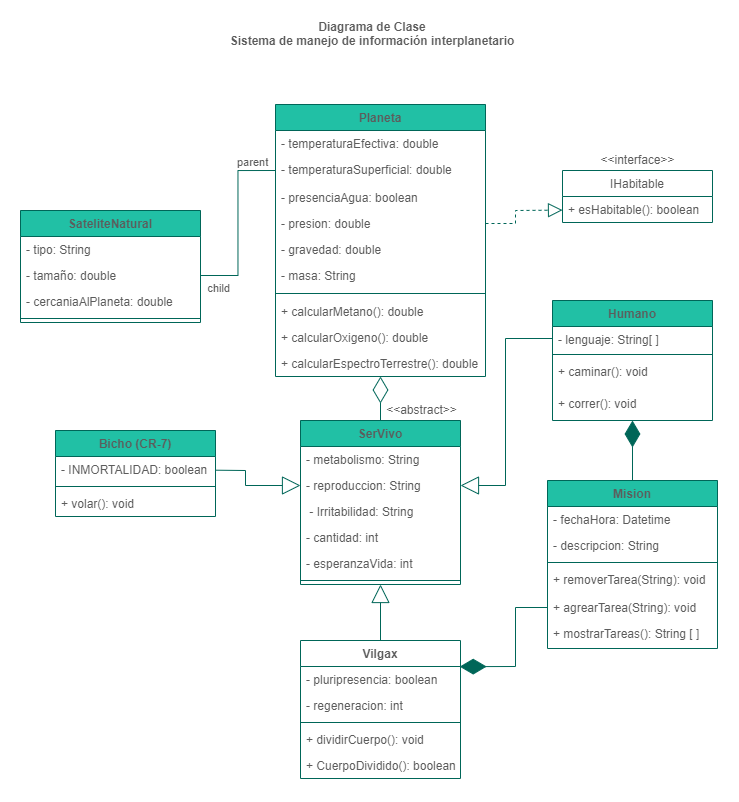 Diagrama de Clase
Sistema de manejo de información interplanetario
Planeta
- temperaturaEfectiva: double
- temperaturaSuperficial: double
- presenciaAgua: boolean
- presion: double
- gravedad: double
- masa: String
+ calcularMetano(): double
+ calcularOxigeno(): double
+ calcularEspectroTerrestre(): double
parent
child
SateliteNatural
- tipo: String
- tamaño: double
- cercaniaAlPlaneta: double
<<interface>>
IHabitable
+ esHabitable(): boolean
Humano
- lenguaje: String[ ]
+ caminar(): void
+ correr(): void
<<abstract>>
SerVivo
- metabolismo: String
- reproduccion: String
- Irritabilidad: String
- cantidad: int
- esperanzaVida: int
Bicho (CR-7)
- INMORTALIDAD: boolean
+ volar(): void
Mision
- fechaHora: Datetime
- descripcion: String
+ removerTarea(String): void
+ agrearTarea(String): void
+ mostrarTareas(): String [ ]
Vilgax
- pluripresencia: boolean
- regeneracion: int
+ dividirCuerpo(): void
+ CuerpoDividido(): boolean